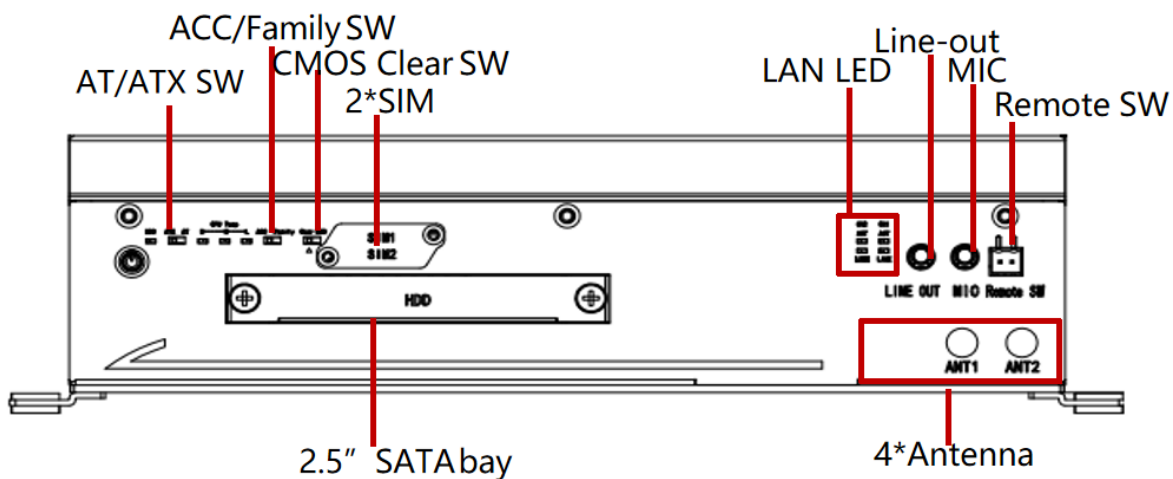 ACC/Family SW
Line-out
CMOS Clear SW
LAN LED
MIC
AT/ATX SW
2*SIM
Remote SW
SIM1
SIM2
HDD
LINE OUT
MIC
Remote SW
ANT1
ANT2
2.5” SATA bay
4*Antenna